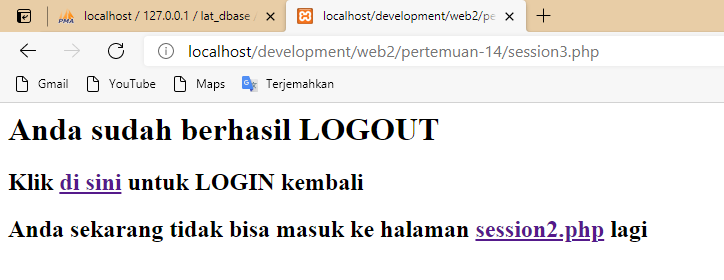 localhost / 127.0.0.1 / lat_dbase
localhost/development/web2/pe
localhost/development/web2/pertemuan-14/session3.php
Gmail
YouTube
Maps
Terjemahkan
Anda sudah berhasil LOGOUT
Klik di sini untuk LOGIN kembali
Anda sekarang tidak bisa masuk ke halaman session2.php lagi